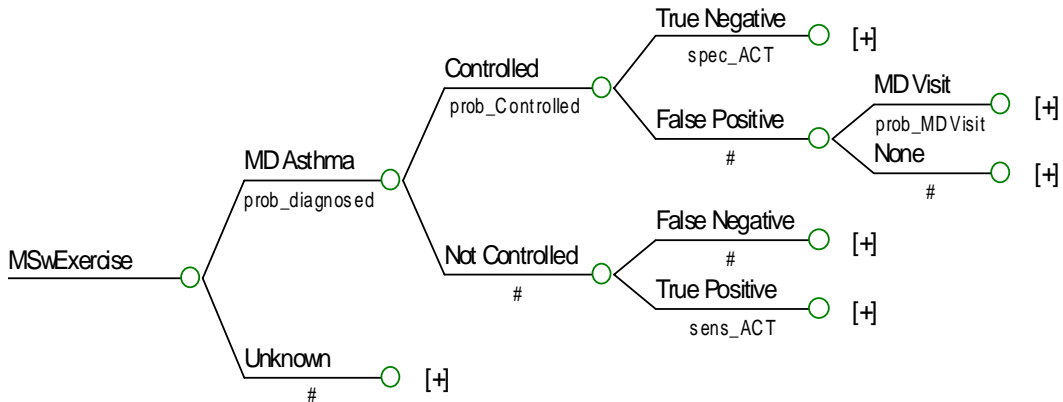 True Negative
spec_ACT
[+]
Controlled
prob_Controlled
MD Visit
prob_MDVisit
[+]
False Positive
#
None
#
[+]
MD Asthma
prob_diagnosed
False Negative
#
[+]
Not Controlled
#
True Positive
sens_ACT
[+]
MSwExercise
Unknown
#
[+]